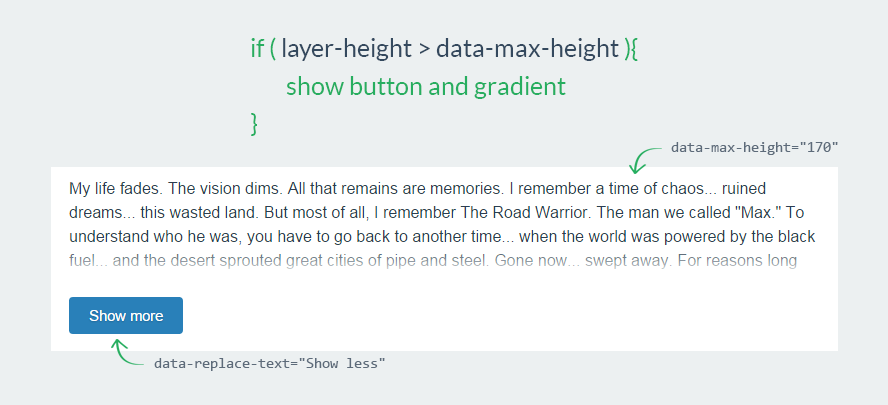 if ( layer-height > data-max-height ){
show button and gradient
}
data-max-height="170"
My life fades. The vision dims. All that remains are memories. I remember a time of chaos... ruined
dreams... this wasted land. But most of all, I remember The Road Warrior. The man we called "Max." To
understand who he was, you have to go back to another time... when the world was powered by the black
fuel... and the desert sprouted great cities of pipe and steel. Gone now... swept away. For reasons long
Show more
data-replace-text="Show less"